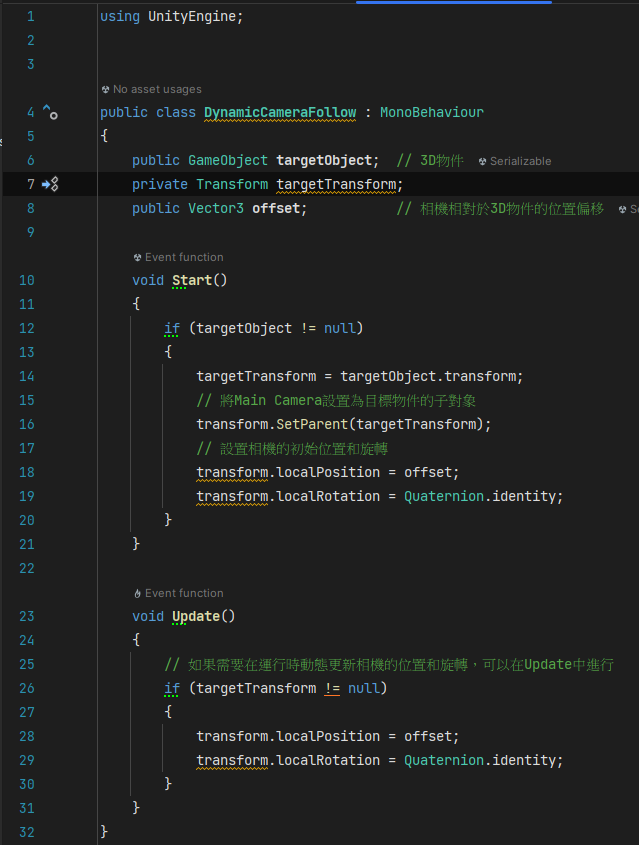 1 using UnityEngine;
2
3
No asset usages
4 public class DynamicCameraFollow : MonoBehaviour
5 {
6 public GameObject targetObject; // 3D物件 Serializable
7 private Transform targetTransform;
8 public Vector3 offset; // 相機相對於3D物件的位置偏移
9
Event function
10 void Start()
11 {
12 if (targetObject != null)
13 {
14 targetTransform = targetObject.transform;
15 // 將Main Camera設置為目標物件的子對象
16 transform.SetParent(targetTransform);
17 // 設置相機的初始位置和旋轉
18 transform.localPosition = offset;
19 transform.localRotation = Quaternion.identity;
20 }
21 }
22
Event function
23 void Update()
24 {
25 // 如果需要在運行時動態更新相機的位置和旋轉，可以在Update中進行
26 if (targetTransform != null)
27 {
28 transform.localPosition = offset;
29 transform.localRotation = Quaternion.identity;
30 }
31 }
32 }